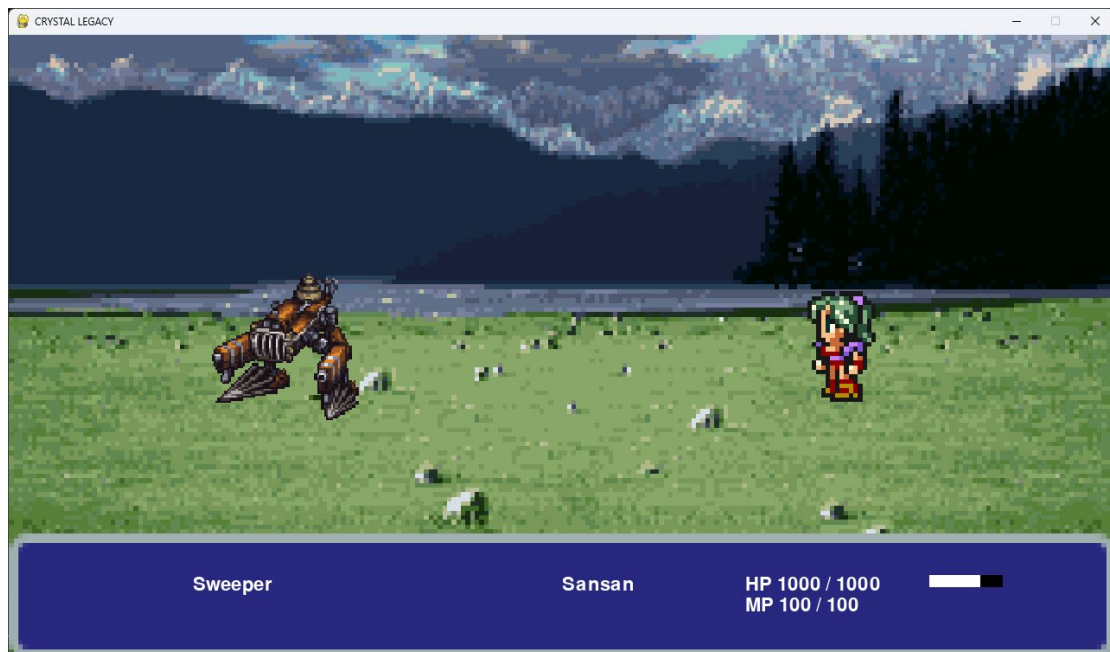 CRYSTAL LEGACY
Sweeper
Sansan
HP 1000 / 1000
MP 100 / 100